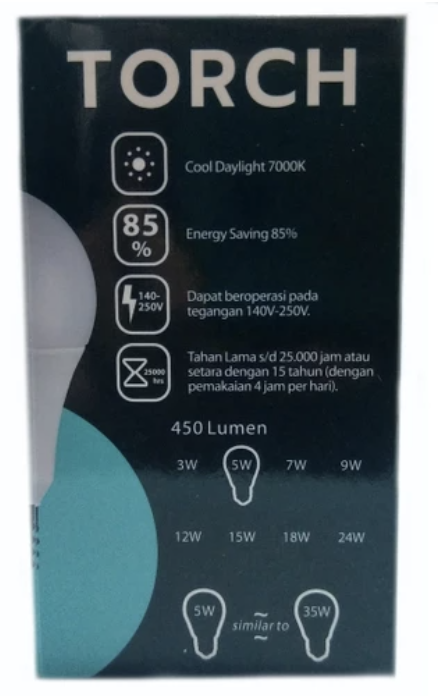 TORCH
Cool Daylight 7000K
85
%
Energy Saving 85%
140-
250V
Dapat beroperasi pada
tegangan 140V-250V.
25000
hrs
Tahan Lama s/d 25.000 jam atau
setara dengan 15 tahun (dengan
pemakaian 4 jam per hari).
450 Lumen
3W 5W 7W 9W
12W 15W 18W 24W
5W ~ similar to ~ 35W